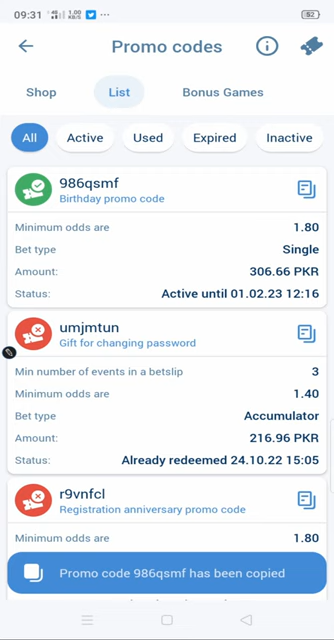 09:31 4G 1.00 KB/S 52
Promo codes
Shop List Bonus Games
All Active Used Expired Inactive
986qsmf
Birthday promo code
Minimum odds are 1.80
Bet type Single
Amount: 306.66 PKR
Status: Active until 01.02.23 12:16
umjmtun
Gift for changing password
Min number of events in a betslip 3
Minimum odds are 1.40
Bet type Accumulator
Amount: 216.96 PKR
Status: Already redeemed 24.10.22 15:05
r9vnfcl
Registration anniversary promo code
Minimum odds are 1.80
Promo code 986qsmf has been copied